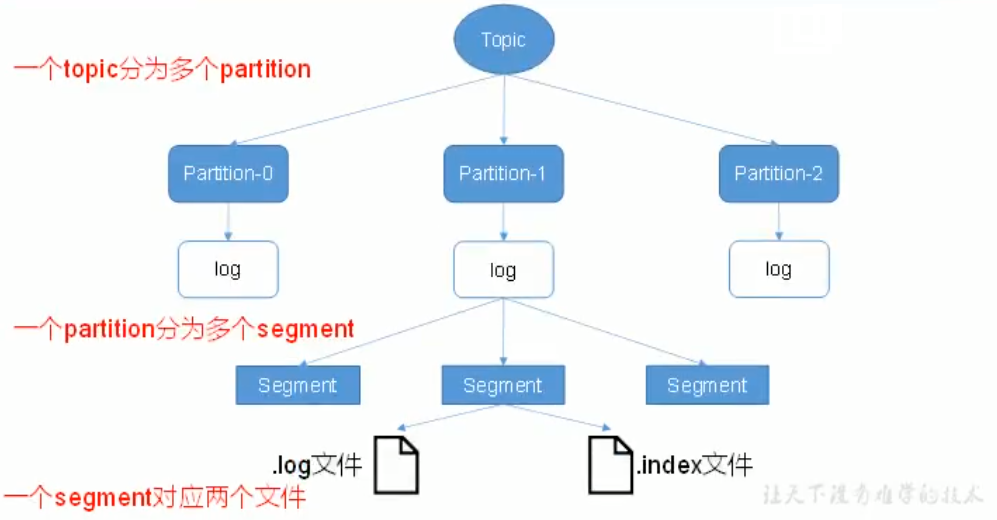 Topic
一个topic分为多个partition
Partition-0 Partition-1 Partition-2
log log log
一个partition分为多个segment
Segment Segment Segment
.log文件 .index文件
一个segment对应两个文件
让天下没有难学的技术